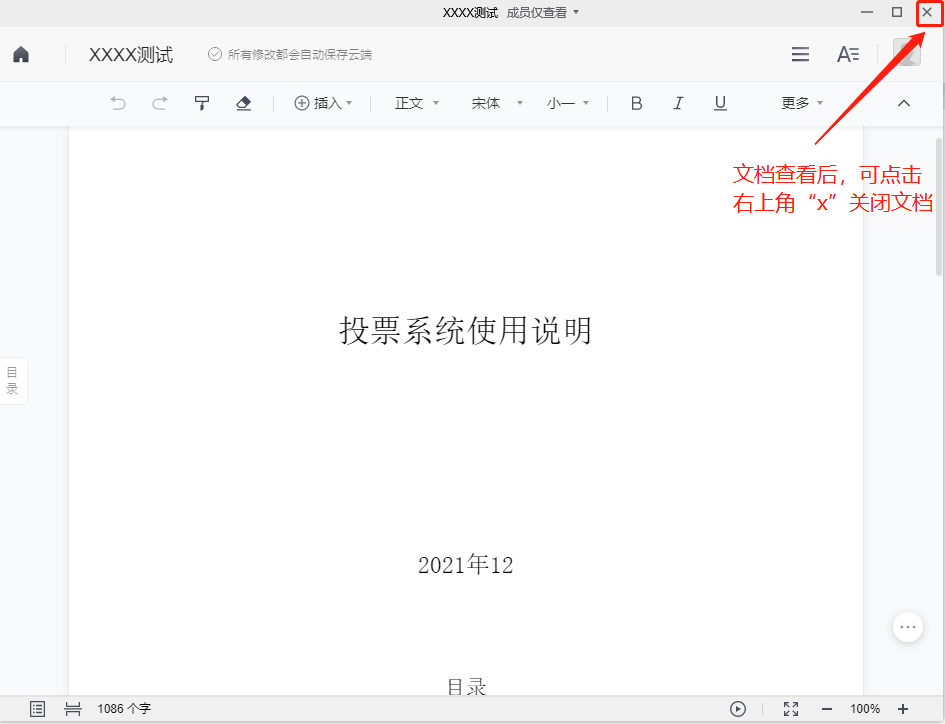 XXXX测试 成员仅查看
XXXX测试 所有修改都会自动保存云端
A
插入 正文 宋体 小一 B I U 更多
文档查看后，可点击
右上角“x”关闭文档
投票系统使用说明
目录
2021年12
目录
1086 个字 100%